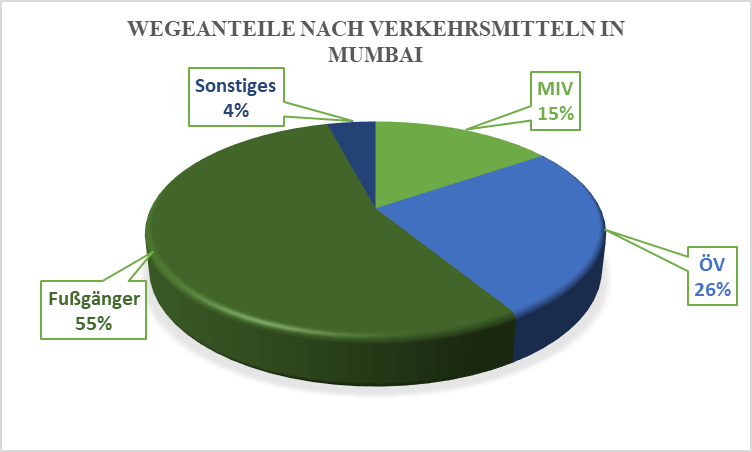 WEGEANTEILE NACH VERKEHRSMITTELN IN
MUMBAI
Sonstiges
4%
MIV
15%
ÖV
26%
Fußgänger
55%